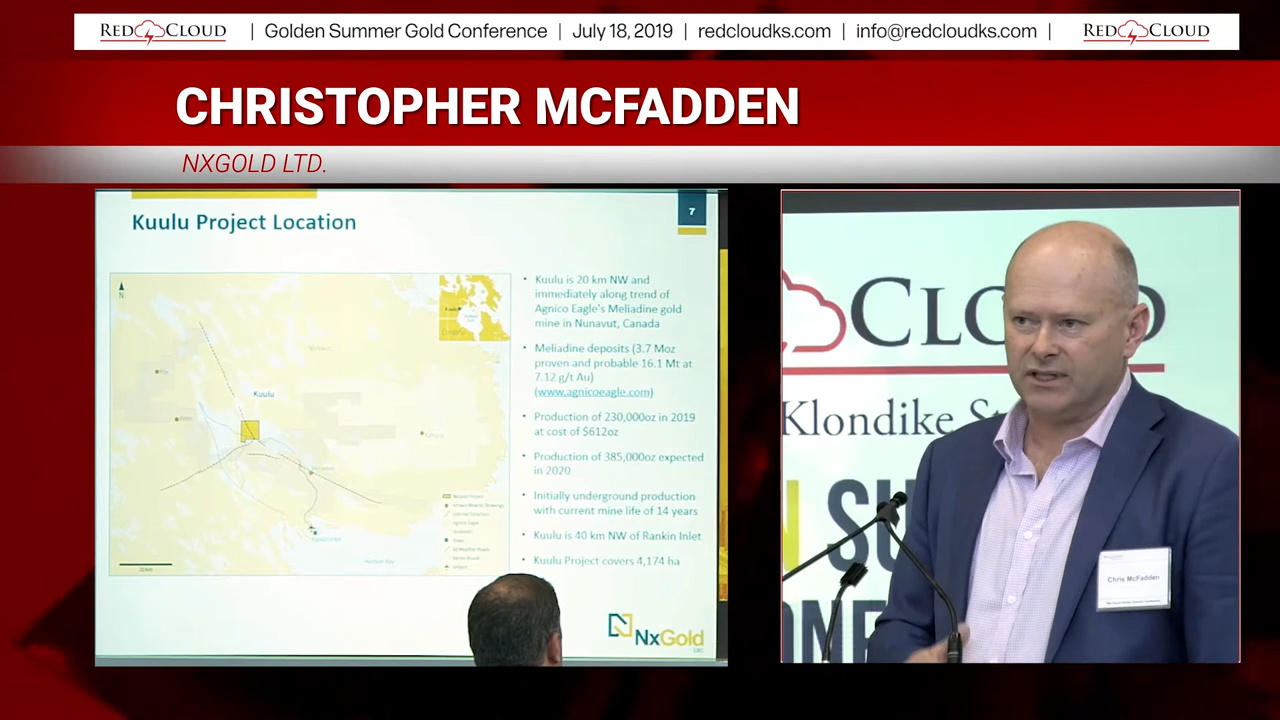 RED CLOUD | Golden Summer Gold Conference | July 18, 2019 | redcloudks.com | info@redcloudks.com | RED CLOUD
CHRISTOPHER MCFADDEN
NXGOLD LTD.
Kuulu Project Location
7
N
Kuulu
• Kuulu is 20 km NW and
immediately along trend of
Agnico Eagle's Meliadine gold
mine in Nunavut, Canada
• Meliadine deposits (3.7 Moz
proven and probable 16.1 Mt at
7.12 g/t Au)
(www.agnicoeagle.com)
• Production of 230,000oz in 2019
at cost of $612oz
• Production of 385,000oz expected
in 2020
• Initially underground production
with current mine life of 14 years
• Kuulu is 40 km NW of Rankin Inlet
• Kuulu Project covers 4,174 ha
NxGold
CLOUD
Klondike St
Chris McFadden